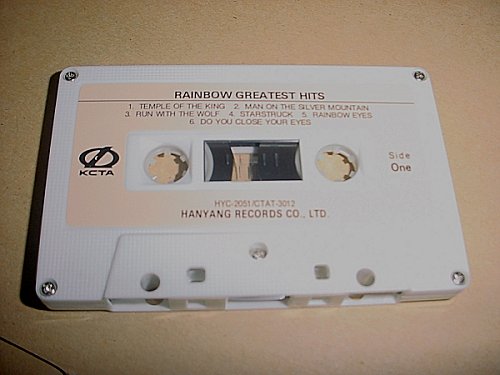 RAINBOW GREATEST HITS
1. TEMPLE OF THE KING 2. MAN ON THE SILVER MOUNTAIN
3. RUN WITH THE WOLF 4. STARSTRUCK 5. RAINBOW EYES
6. DO YOU CLOSE YOUR EYES
KCTA
Side
One
HYC-2051/CTAT-3012
HANYANG RECORDS CO., LTD.